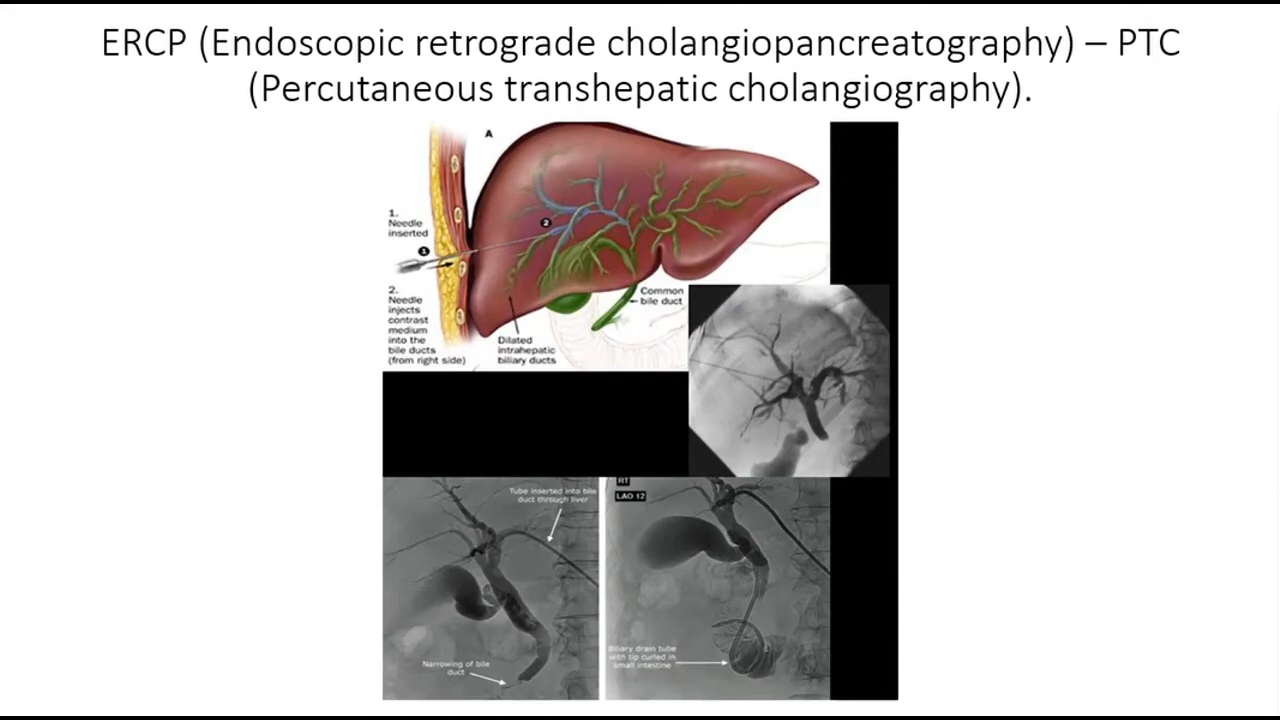 ERCP (Endoscopic retrograde cholangiopancreatography) – PTC
(Percutaneous transhepatic cholangiography).
A
1.
Needle
inserted
1
2
2.
Needle
injects
contrast
medium
into the
bile ducts
(from right side)
Common
bile duct
Dilated
intrahepatic
biliary ducts
Tube inserted into bile
duct through liver
Narrowing of bile
duct
RT
LAO 12
Biliary drain tube
with tip curled in
small intestine